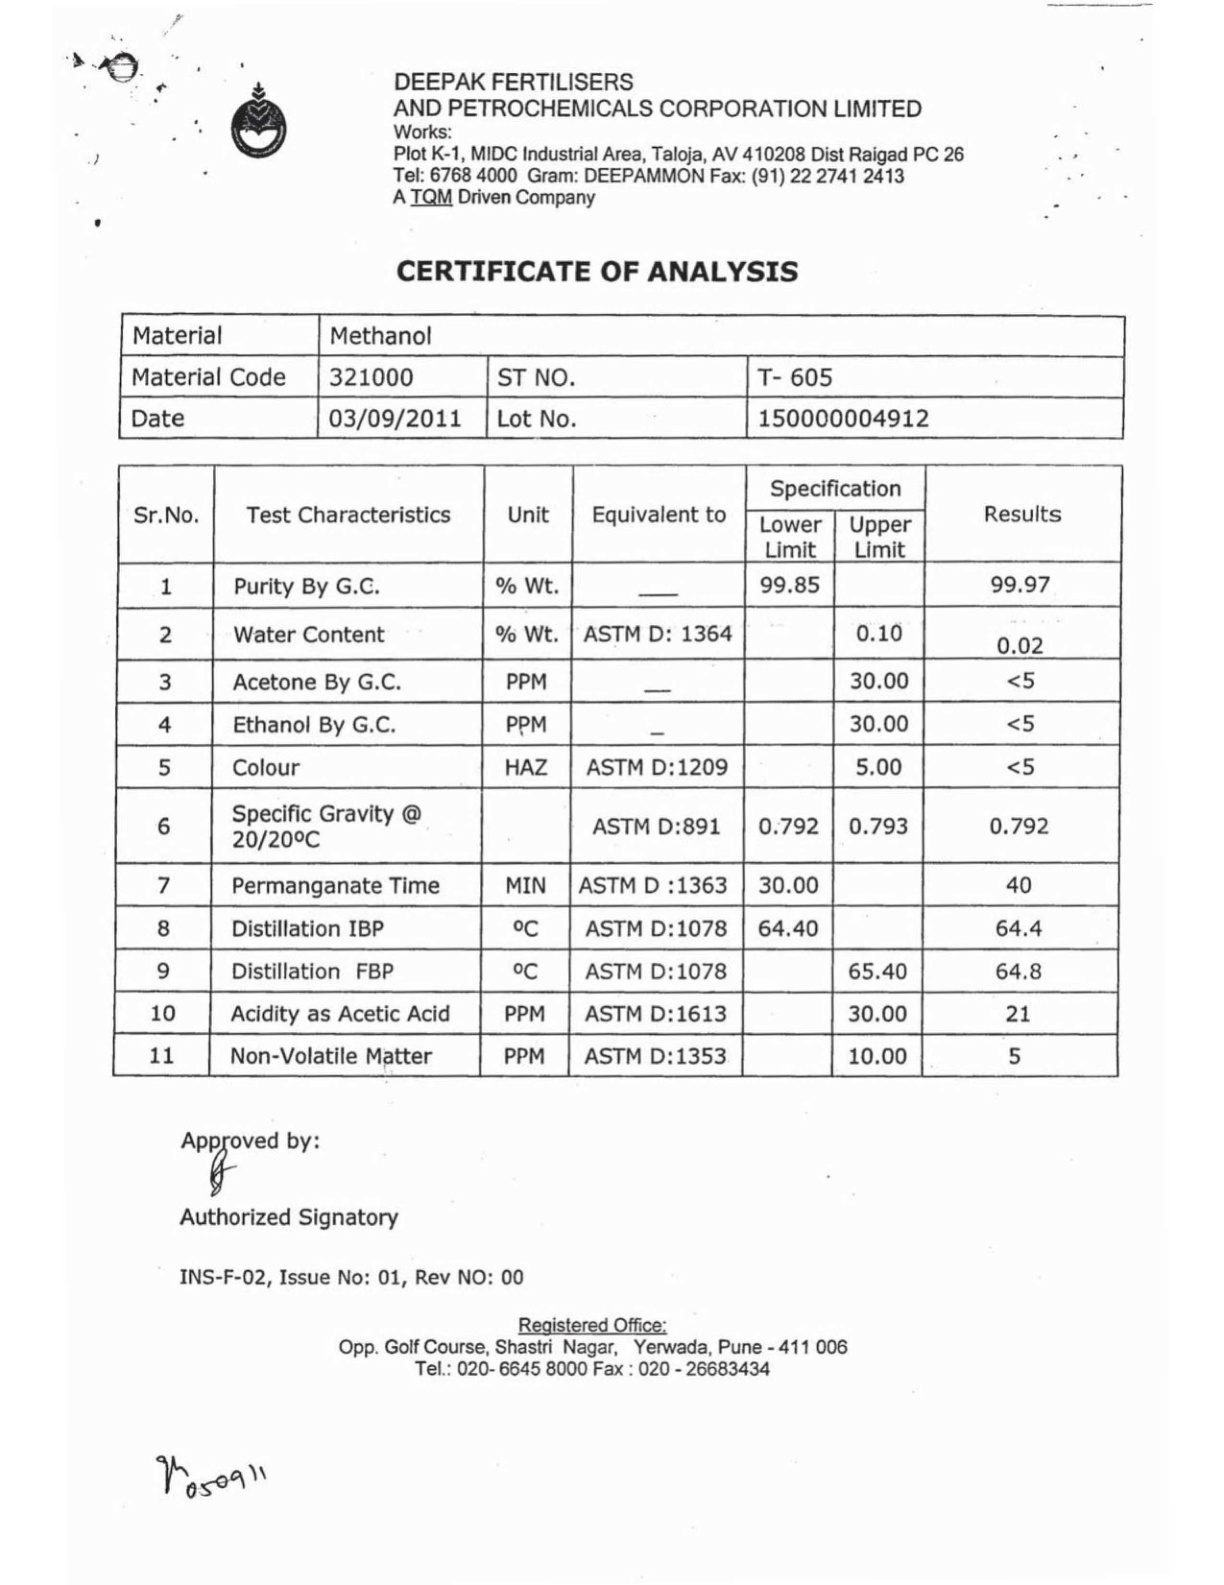 DEEPAK FERTILISERS
AND PETROCHEMICALS CORPORATION LIMITED
Works:
Plot K-1, MIDC Industrial Area, Taloja, AV 410208 Dist Raigad PC 26
Tel: 6768 4000 Gram: DEEPAMMON Fax: (91) 22 2741 2413
A TQM Driven Company
CERTIFICATE OF ANALYSIS
Material Methanol
Material Code 321000 ST NO. T- 605
Date 03/09/2011 Lot No. 150000004912
Sr.No. Test Characteristics Unit Equivalent to Specification Results
Lower Limit Upper Limit
1 Purity By G.C. % Wt. — 99.85 99.97
2 Water Content % Wt. ASTM D: 1364 0.10 0.02
3 Acetone By G.C. PPM — 30.00 <5
4 Ethanol By G.C. PPM – 30.00 <5
5 Colour HAZ ASTM D:1209 5.00 <5
6 Specific Gravity @ 20/20ºC ASTM D:891 0.792 0.793 0.792
7 Permanganate Time MIN ASTM D :1363 30.00 40
8 Distillation IBP ºC ASTM D:1078 64.40 64.4
9 Distillation FBP ºC ASTM D:1078 65.40 64.8
10 Acidity as Acetic Acid PPM ASTM D:1613 30.00 21
11 Non-Volatile Matter PPM ASTM D:1353 10.00 5
Approved by:
Authorized Signatory
INS-F-02, Issue No: 01, Rev NO: 00
Registered Office:
Opp. Golf Course, Shastri Nagar, Yerwada, Pune - 411 006
Tel.: 020- 6645 8000 Fax : 020 - 26683434
050911